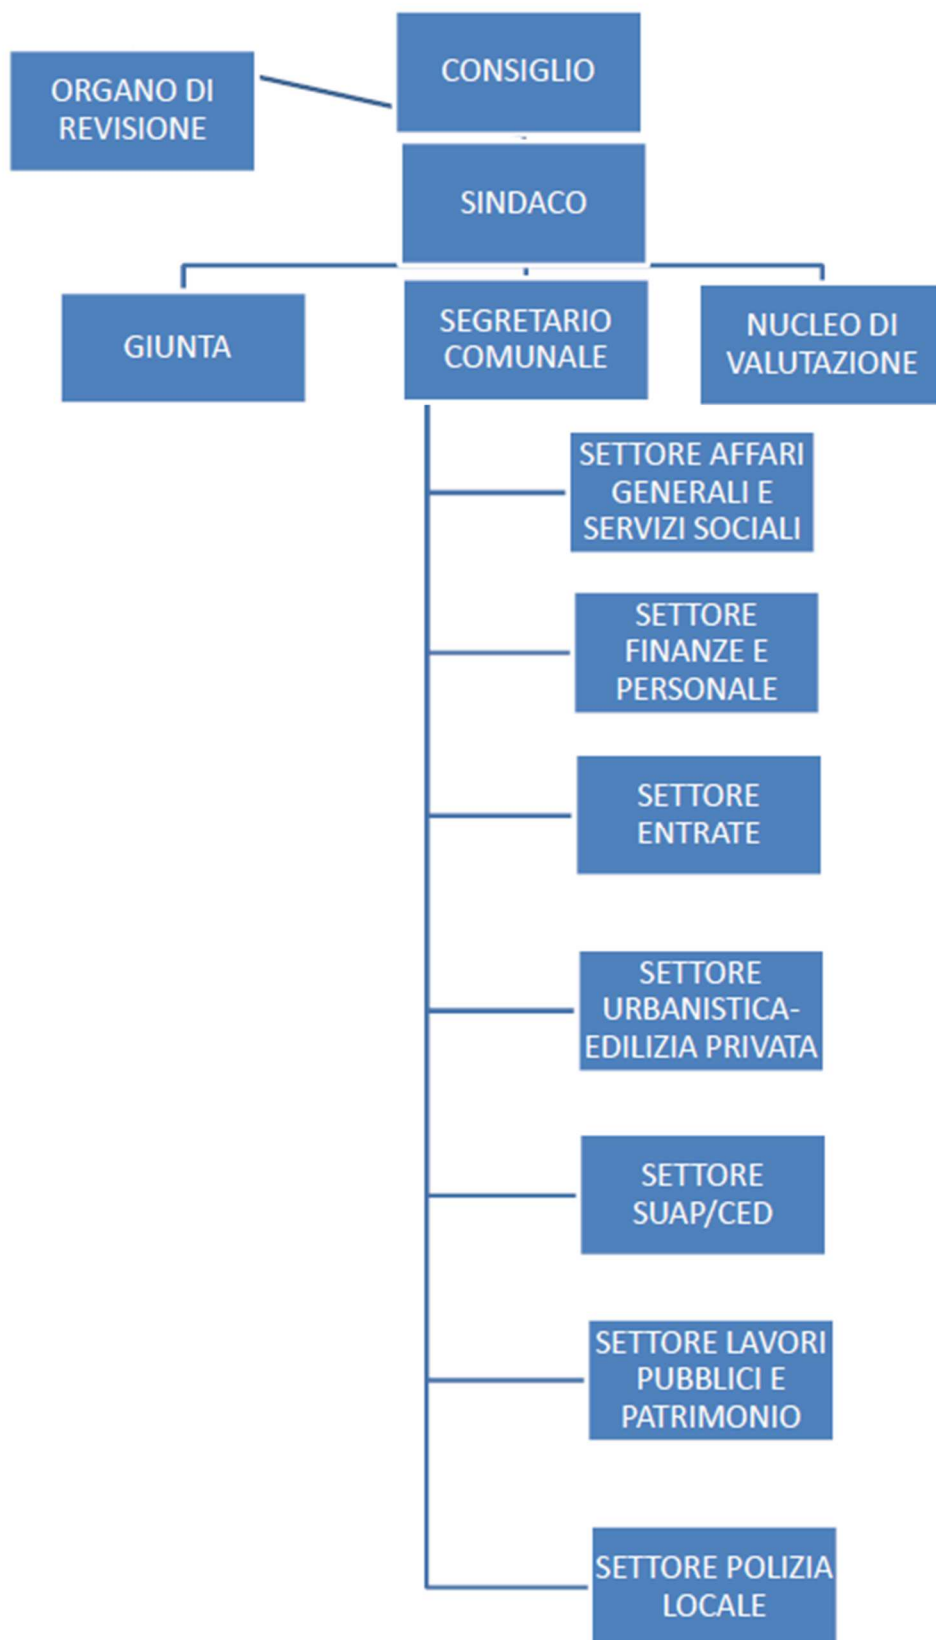 CONSIGLIO
ORGANO DI
REVISIONE
SINDACO
GIUNTA
SEGRETARIO
COMUNALE
NUCLEO DI
VALUTAZIONE
SETTORE AFFARI
GENERALI E
SERVIZI SOCIALI
SETTORE
FINANZE E
PERSONALE
SETTORE
ENTRATE
SETTORE
URBANISTICA-
EDILIZIA PRIVATA
SETTORE
SUAP/CED
SETTORE LAVORI
PUBBLICI E
PATRIMONIO
SETTORE POLIZIA
LOCALE